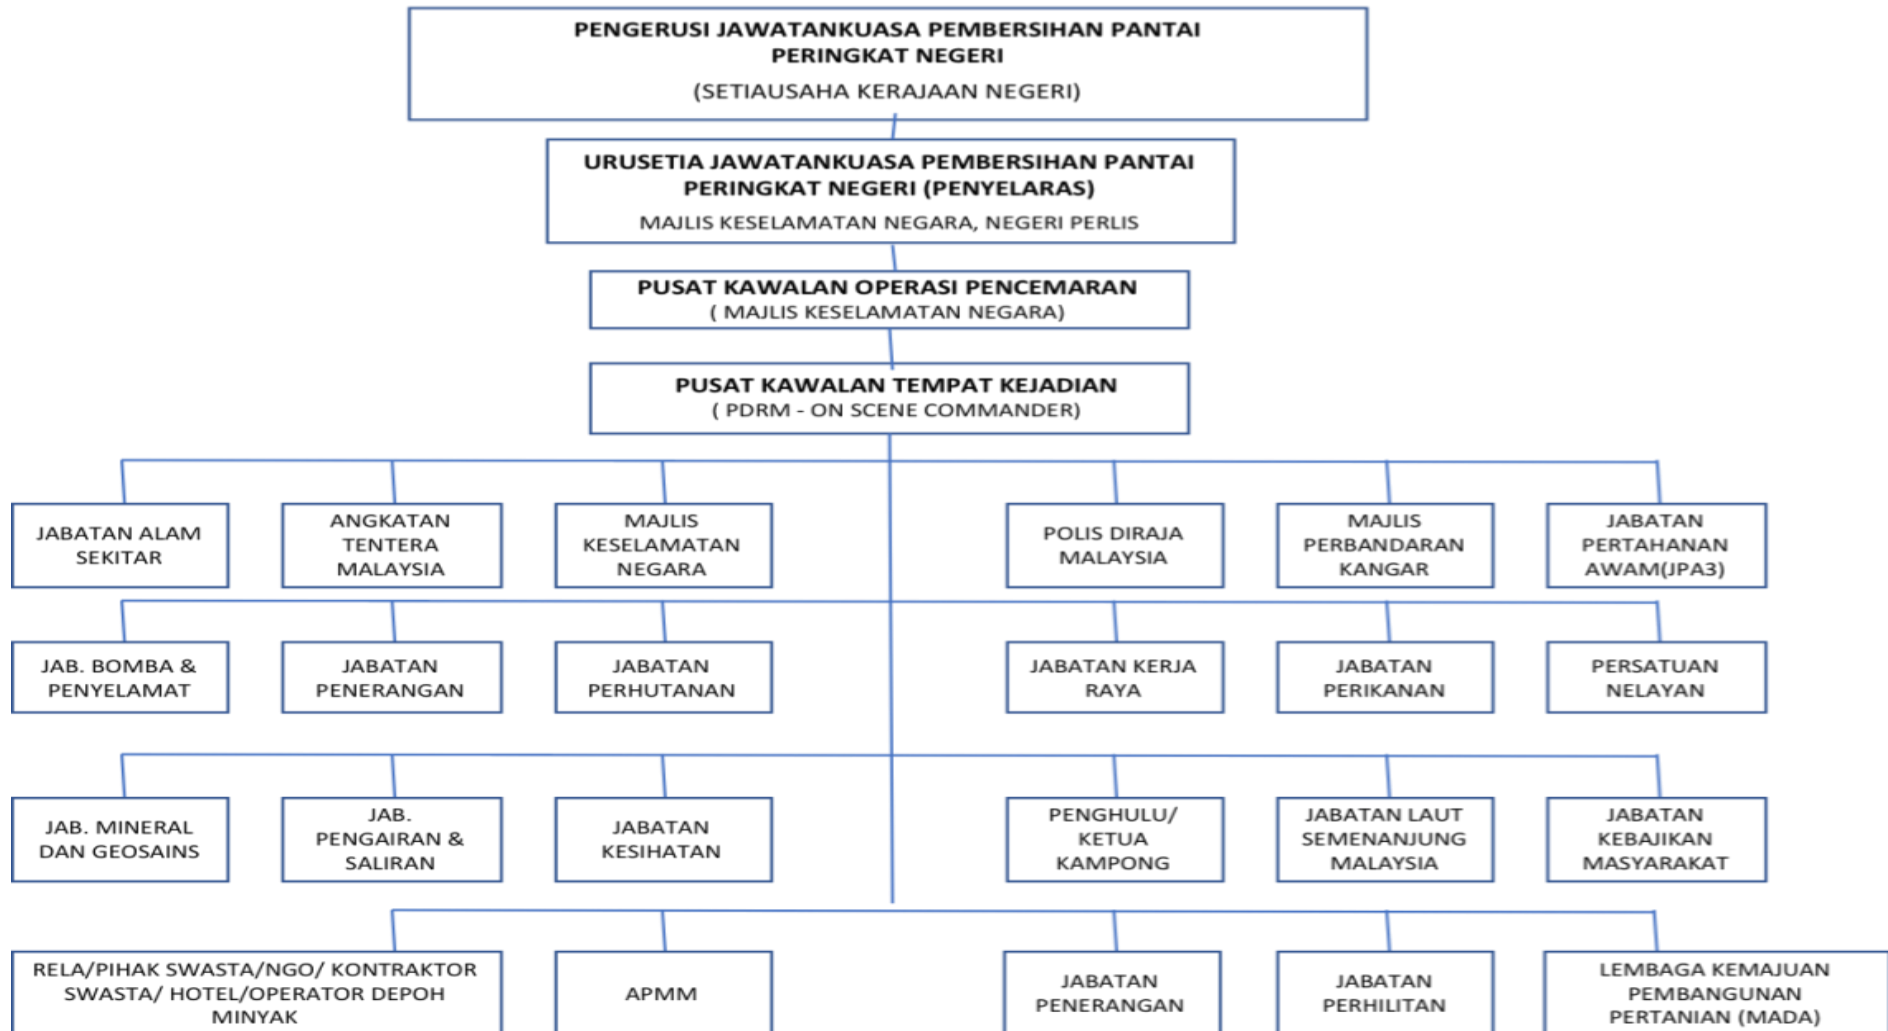 PENGERUSI JAWATANKUASA PEMBERSIHAN PANTAI
PERINGKAT NEGERI
(SETIAUSAHA KERAJAAN NEGERI)
URUSETIA JAWATANKUASA PEMBERSIHAN PANTAI
PERINGKAT NEGERI (PENYELARAS)
MAJLIS KESELAMATAN NEGARA, NEGERI PERLIS
PUSAT KAWALAN OPERASI PENCEMARAN
( MAJLIS KESELAMATAN NEGARA)
PUSAT KAWALAN TEMPAT KEJADIAN
( PDRM - ON SCENE COMMANDER)
JABATAN ALAM
SEKITAR
ANGKATAN
TENTERA
MALAYSIA
MAJLIS
KESELAMATAN
NEGARA
POLIS DIRAJA
MALAYSIA
MAJLIS
PERBANDARAN
KANGAR
JABATAN
PERTAHANAN
AWAM(JPA3)
JAB. BOMBA &
PENYELAMAT
JABATAN
PENERANGAN
JABATAN
PERHUTANAN
JABATAN KERJA
RAYA
JABATAN
PERIKANAN
PERSATUAN
NELAYAN
JAB. MINERAL
DAN GEOSAINS
JAB.
PENGAIRAN &
SALIRAN
JABATAN
KESIHATAN
PENGHULU/
KETUA
KAMPONG
JABATAN LAUT
SEMENANJUNG
MALAYSIA
JABATAN
KEBAJIKAN
MASYARAKAT
RELA/PIHAK SWASTA/NGO/ KONTRAKTOR
SWASTA/ HOTEL/OPERATOR DEPOH
MINYAK
APMM
JABATAN
PENERANGAN
JABATAN
PERHILITAN
LEMBAGA KEMAJUAN
PEMBANGUNAN
PERTANIAN (MADA)